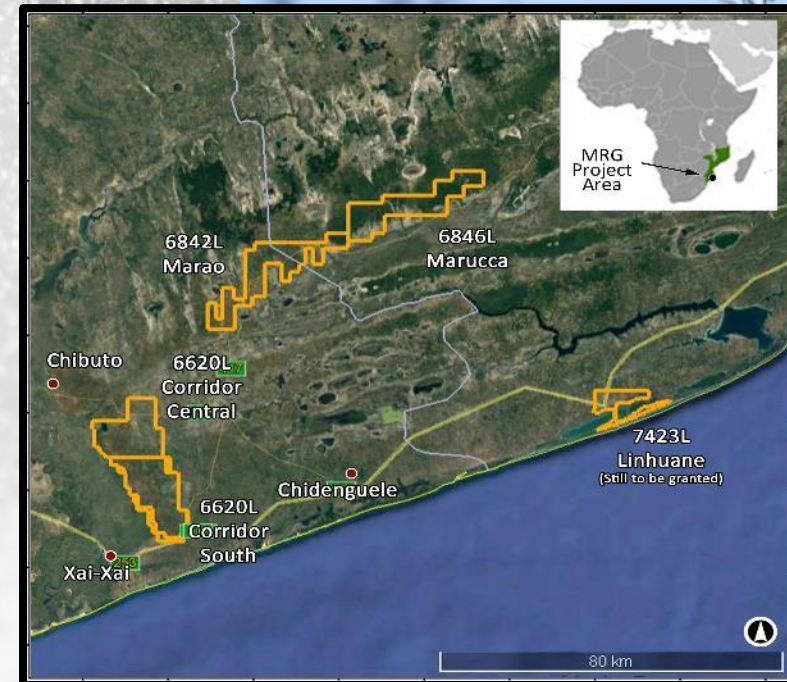 MRG
Project
Area
6842L
Marao
6846L
Marucca
Chibuto
6620L
Corridor
Central
7423L
Linhuane
(Still to be granted)
Chidenguele
6620L
Corridor
South
Xai-Xai
80 km